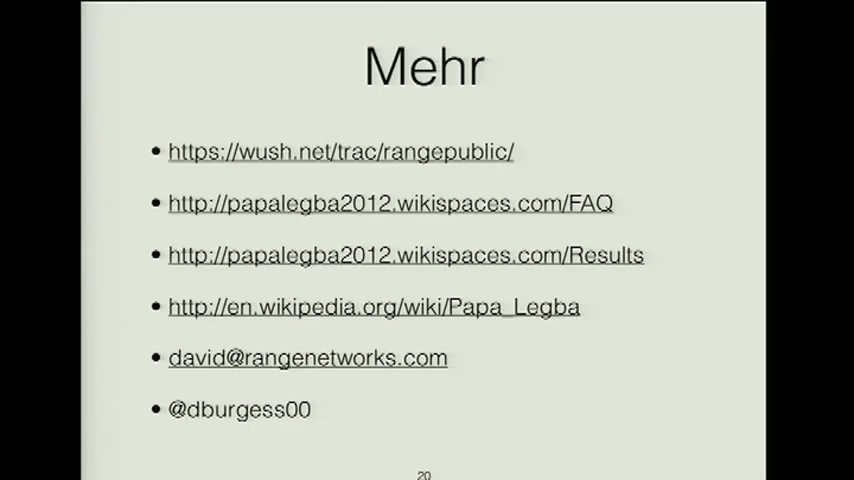 Mehr
• https://wush.net/trac/rangepublic/
• http://papalegba2012.wikispaces.com/FAQ
• http://papalegba2012.wikispaces.com/Results
• http://en.wikipedia.org/wiki/Papa_Legba
• david@rangenetworks.com
• @dburgess00
20